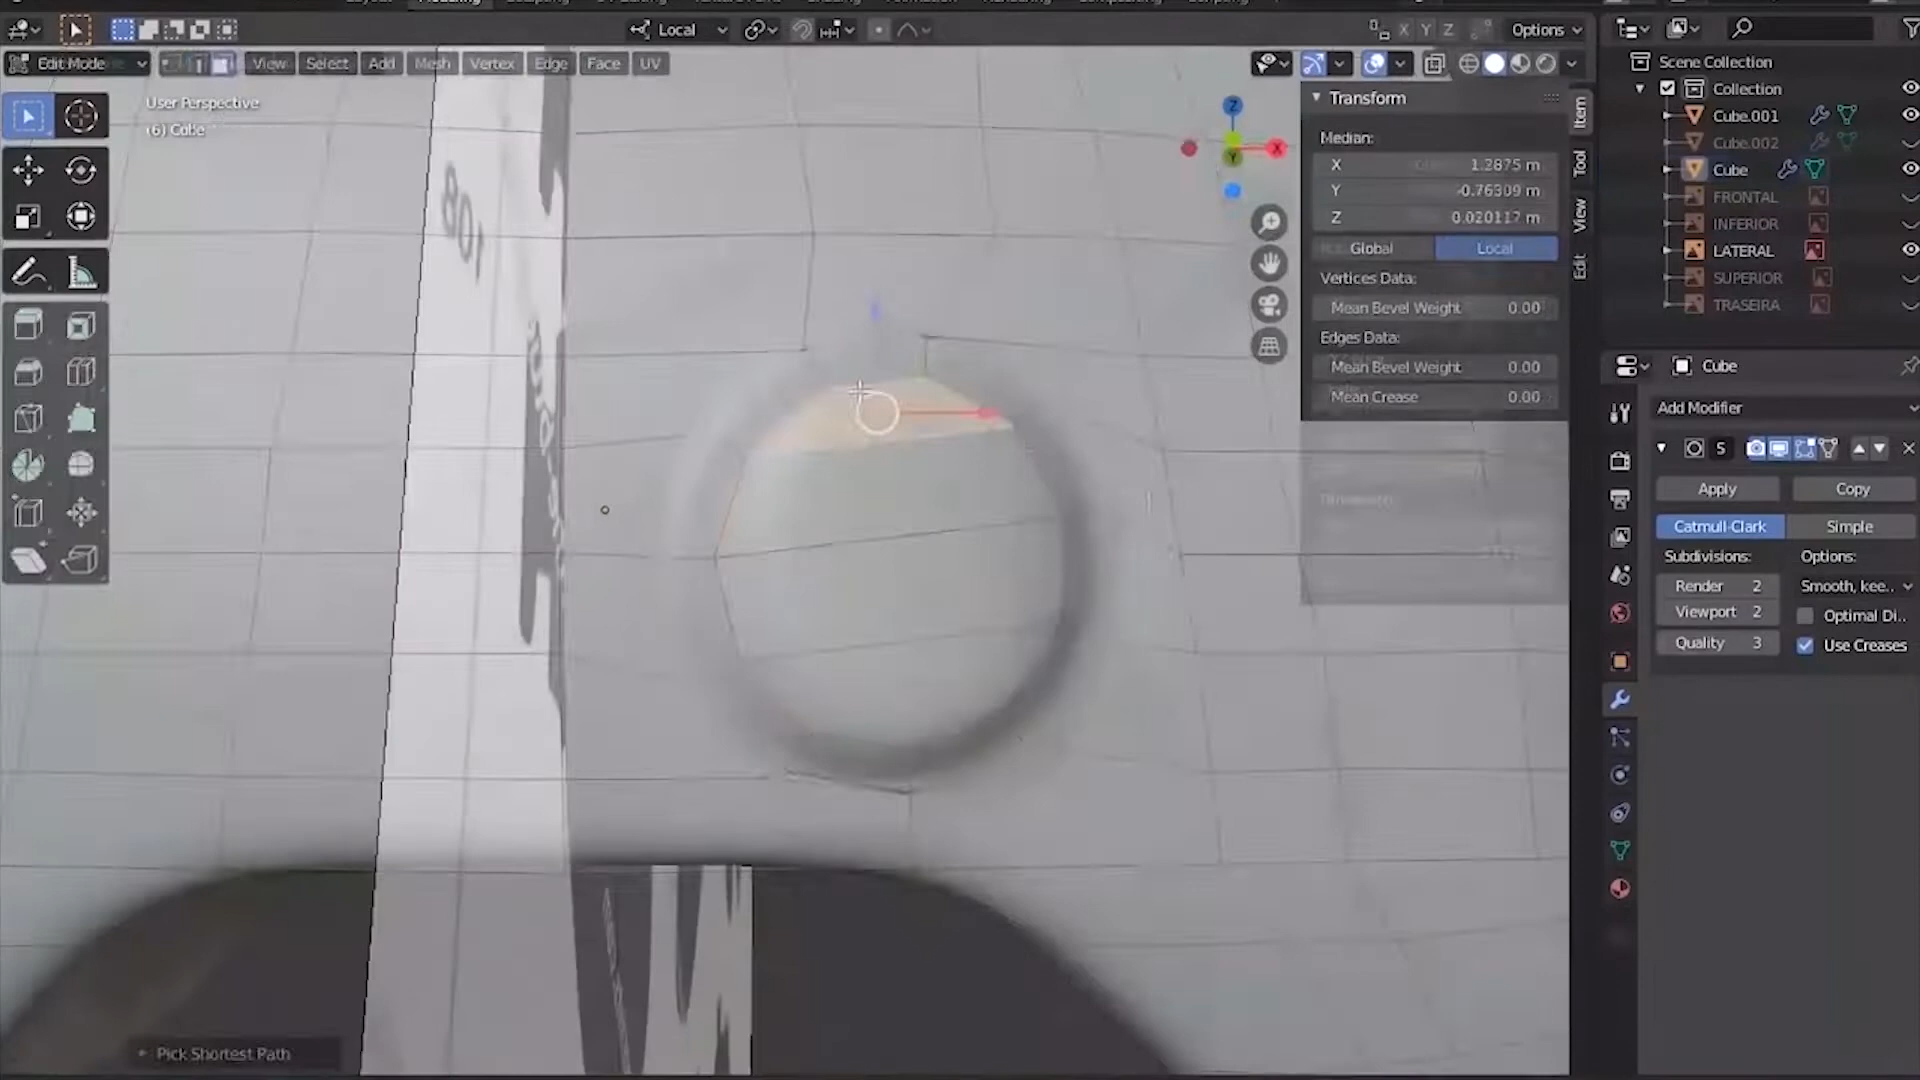 Local
Options
X Y Z
Edit Mode
View Select Add Mesh Vertex Edge Face UV
User Perspective
(6) Cube
Z
X
Y
Transform
Median:
X 1.2875 m
Y -0.76309 m
Z 0.020117 m
Global Local
Vertices Data:
Mean Bevel Weight 0.00
Edges Data:
Mean Bevel Weight 0.00
Mean Crease 0.00
Item
Tool
View
Edit
Scene Collection
Collection
Cube.001
Cube.002
Cube
FRONTAL
INFERIOR
LATERAL
SUPERIOR
TRASEIRA
Cube
Add Modifier
S
Apply Copy
Catmull-Clark Simple
Subdivisions: Options:
Render 2 Smooth, kee..
Viewport 2 Optimal Di..
Quality 3 Use Creases
Pick Shortest Path